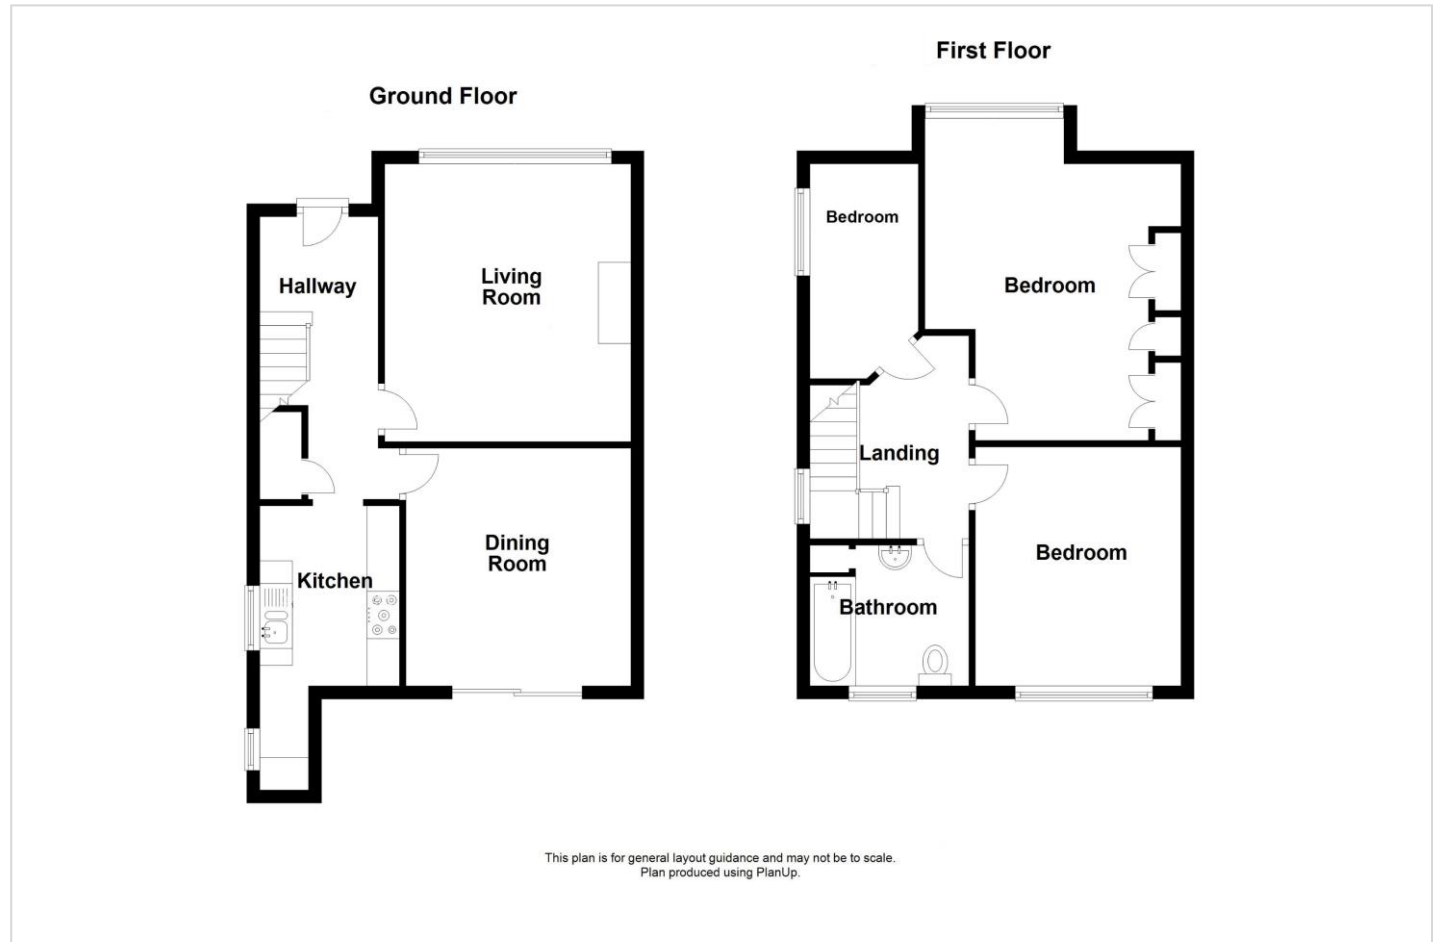 Ground Floor
Hallway
Living
Room
Kitchen
Dining
Room
First Floor
Bedroom
Bedroom
Landing
Bedroom
Bathroom
This plan is for general layout guidance and may not be to scale.
Plan produced using PlanUp.